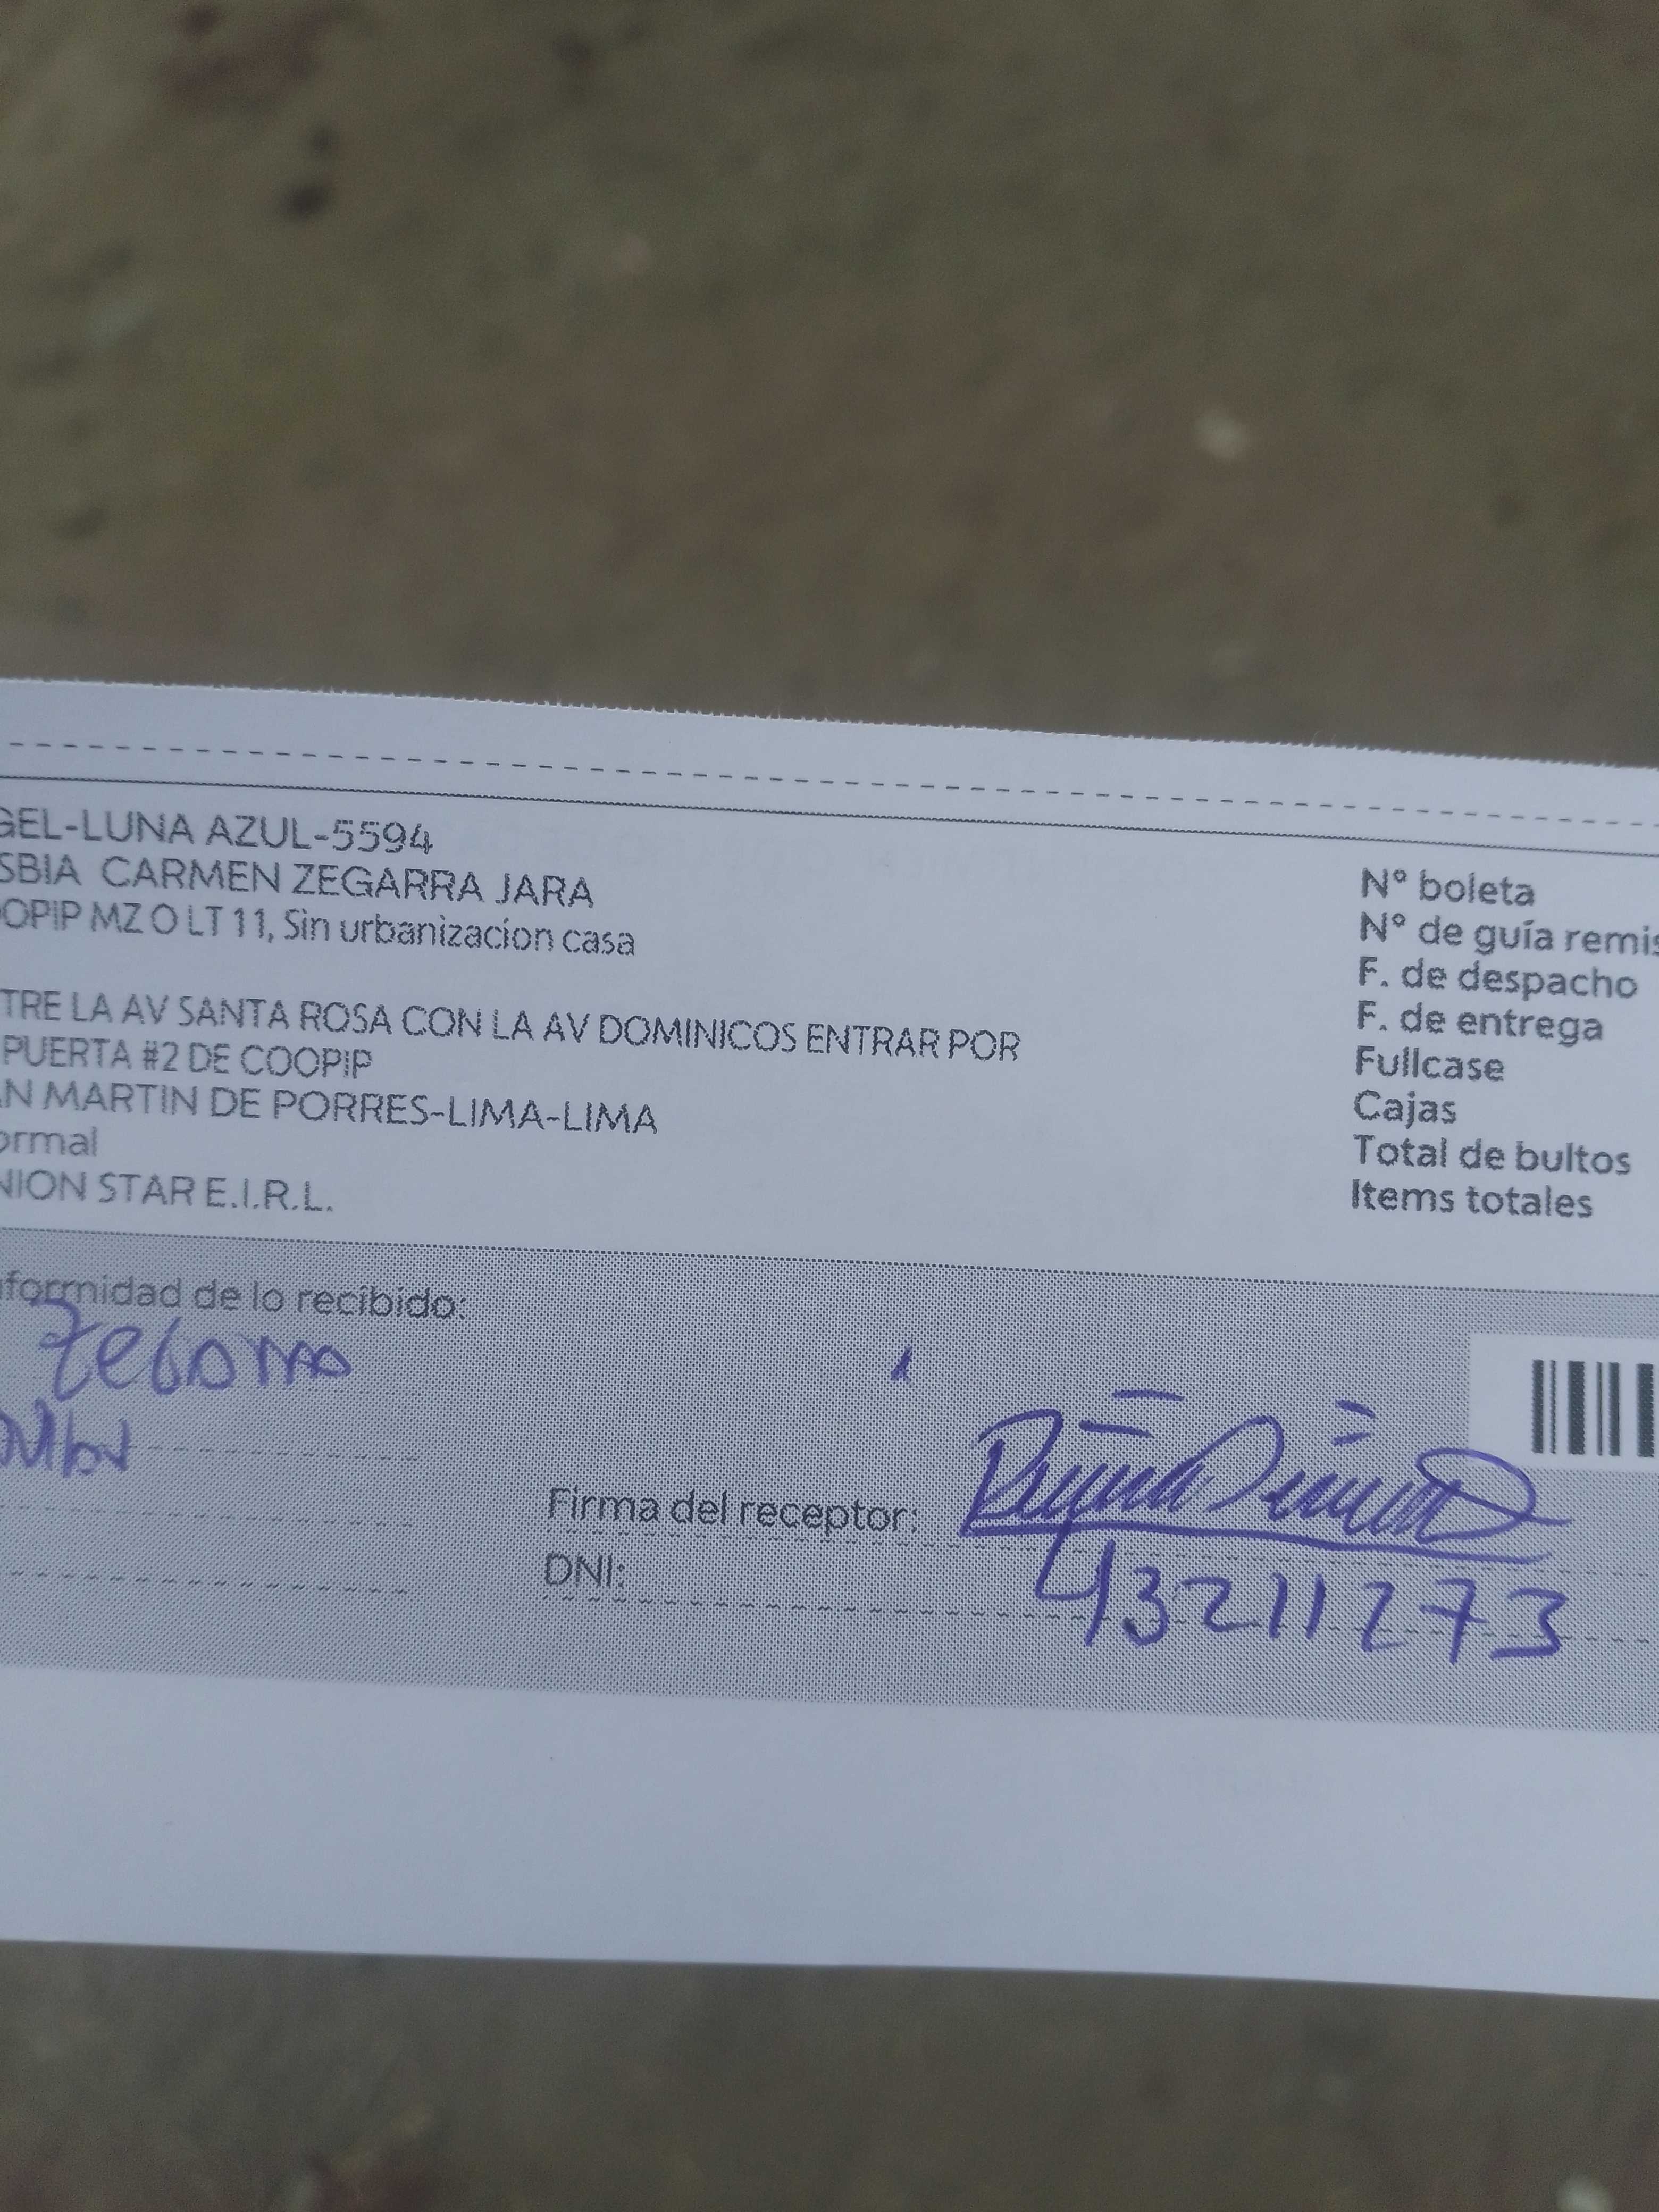 GEL-LUNA AZUL-5594
SBIA CARMEN ZEGARRA JARA
OPIP MZ O LT 11, Sin urbanizacion casa
TRE LA AV SANTA ROSA CON LA AV DOMINICOS ENTRAR POR
PUERTA #2 DE COOPIP
N MARTIN DE PORRES-LIMA-LIMA
ormal
NION STAR E.I.R.L.
N° boleta
N° de guía remis
F. de despacho
F. de entrega
Fullcase
Cajas
Total de bultos
Items totales
formidad de lo recibido:
Firma del receptor:
DNI: 43211273